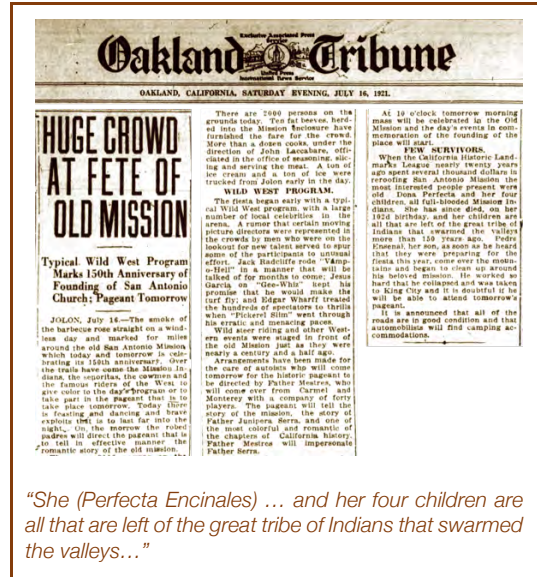 Exclusive Associated Press
Service
Oakland Tribune
United Press
International News Service
OAKLAND, CALIFORNIA, SATURDAY EVENING, JULY 16, 1921.
HUGE CROWD
AT FETE OF
OLD MISSION
Typical Wild West Program
Marks 150th Anniversary of
Founding of San Antonio
Church; Pageant Tomorrow
JOLON, July 16.—The smoke of
the barbecue rose straight on a wind-
less day and marked for miles
around the old San Antonio Mission
which today and tomorrow is cele-
brating its 150th anniversary. Over
the trails have come the Mission In-
dians, the senoritas, the cowmen and
the famous riders of the West to
give color to the day's program or to
take part in the pageant that is to
take place tomorrow. Today there
is feasting and dancing and brave
exploits that is to last far into the
night. On the morrow the robed
padres will direct the pageant that is
to tell in effective manner the
romantic story of the old mission.
There are 2000 persons on the
grounds today. Ten fat beeves, herd-
ed into the Mission enclosure have
furnished the fare for the crowd.
More than a dozen cooks, under the
direction of John Laccabare, offi-
ciated in the office of seasoning, slic-
ing and serving the meat. A ton of
ice cream and a ton of ice were
trucked from Jolon early in the day.
WILD WEST PROGRAM.
The fiesta began early with a typi-
cal Wild West program, with a large
number of local celebrities in the
arena. A rumor that certain moving
picture directors were represented in
the crowds by men who were on the
lookout for new talent served to spur
some of the participants to unusual
effort. Jack Radcliffe rode "Vamp-
o-Hell" in a manner that will be
talked of for months to come; Jesus
Garcia on "Gee-Whiz" kept his
promise that he would make the
turf fly; and Edgar Wharff treated
the hundreds of spectators to thrills
when "Pickerel Slim" went through
his erratic and menacing paces.
Wild steer riding and other West-
ern events were staged in front of
the old Mission just as they were
nearly a century and a half ago.
Arrangements have been made for
the care of autoists who will come
tomorrow for the historic pageant to
be directed by Father Mestres, who
will come over from Carmel and
Monterey with a company of forty
players. The pageant will tell the
story of the mission, the story of
Father Junipera Serra, and one of
the most colorful and romantic of
the chapters of California history.
Father Mestres will impersonate
Father Serra.
At 10 o'clock tomorrow morning
mass will be celebrated in the Old
Mission and the day's events in com-
memoration of the founding of the
place will start.
FEW SURVIVORS.
When the California Historic Land-
marks League nearly twenty years
ago spent several thousand dollars in
reroofing San Antonio Mission the
most interested people present were
old Dona Perfecta and her four
children, all full-blooded Mission In-
dians. She has since died, on her
102d birthday, and her children are
all that are left of the great tribe of
Indians that swarmed the valleys
more than 150 years ago. Pedro
Ensenal, her son, as soon as he heard
that they were preparing for the
fiesta this year, come over the moun-
tains and began to clean up around
his beloved mission. He worked so
hard that he collapsed and was taken
to King City and it is doubtful if he
will be able to attend tomorrow's
pageant.
It is announced that all of the
roads are in good condition and that
automobilists will find camping ac-
commodations.
“She (Perfecta Encinales) … and her four children are
all that are left of the great tribe of Indians that swarmed
the valleys…”